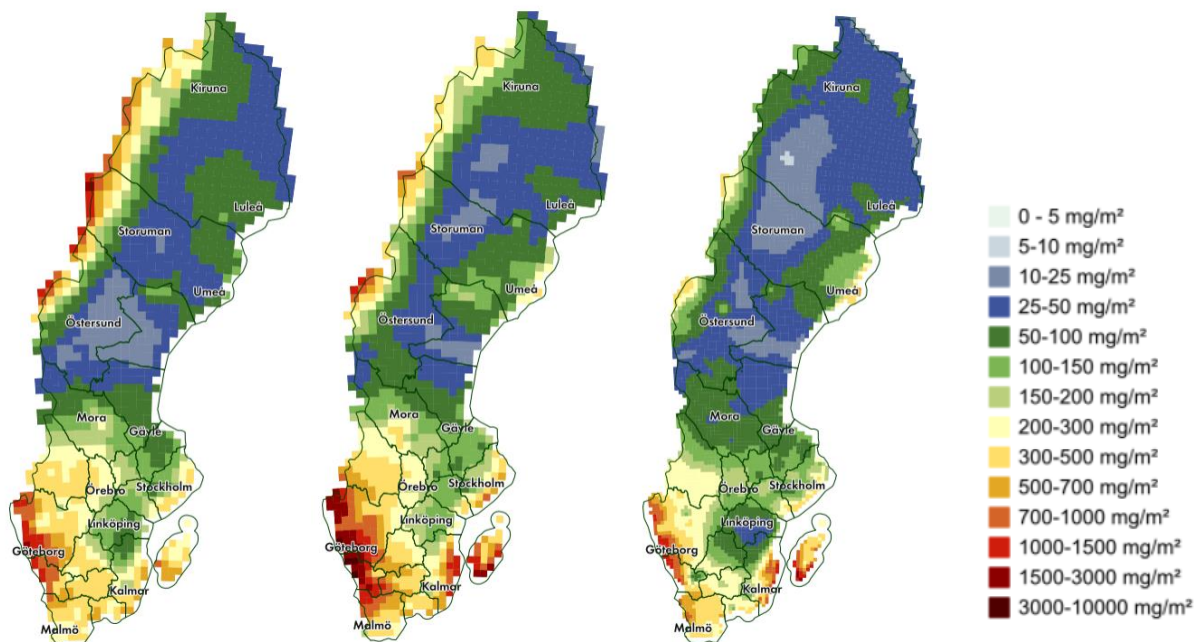 Kiruna
Luleå
Storuman
Umeå
Östersund
Mora
Gävle
Örebro
Stockholm
Linköping
Göteborg
Kalmar
Malmö
Kiruna
Luleå
Storuman
Umeå
Östersund
Mora
Gävle
Örebro
Stockholm
Linköping
Göteborg
Kalmar
Malmö
Kiruna
Luleå
Storuman
Umeå
Östersund
Mora
Gävle
Örebro
Stockholm
Linköping
Göteborg
Kalmar
Malmö
0 - 5 mg/m²
5-10 mg/m²
10-25 mg/m²
25-50 mg/m²
50-100 mg/m²
100-150 mg/m²
150-200 mg/m²
200-300 mg/m²
300-500 mg/m²
500-700 mg/m²
700-1000 mg/m²
1000-1500 mg/m²
1500-3000 mg/m²
3000-10000 mg/m²